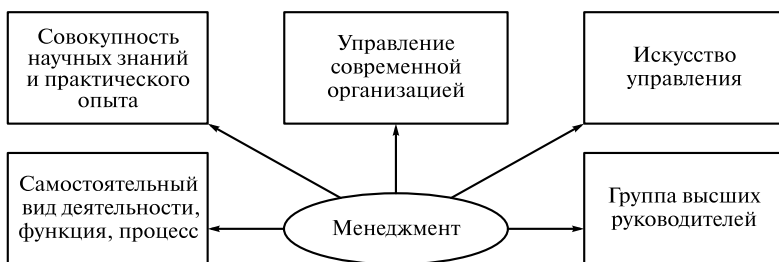 Совокупность
научных знаний
и практического
опыта
Управление
современной
организацией
Искусство
управления
Самостоятельный
вид деятельности,
функция, процесс
Менеджмент
Группа высших
руководителей